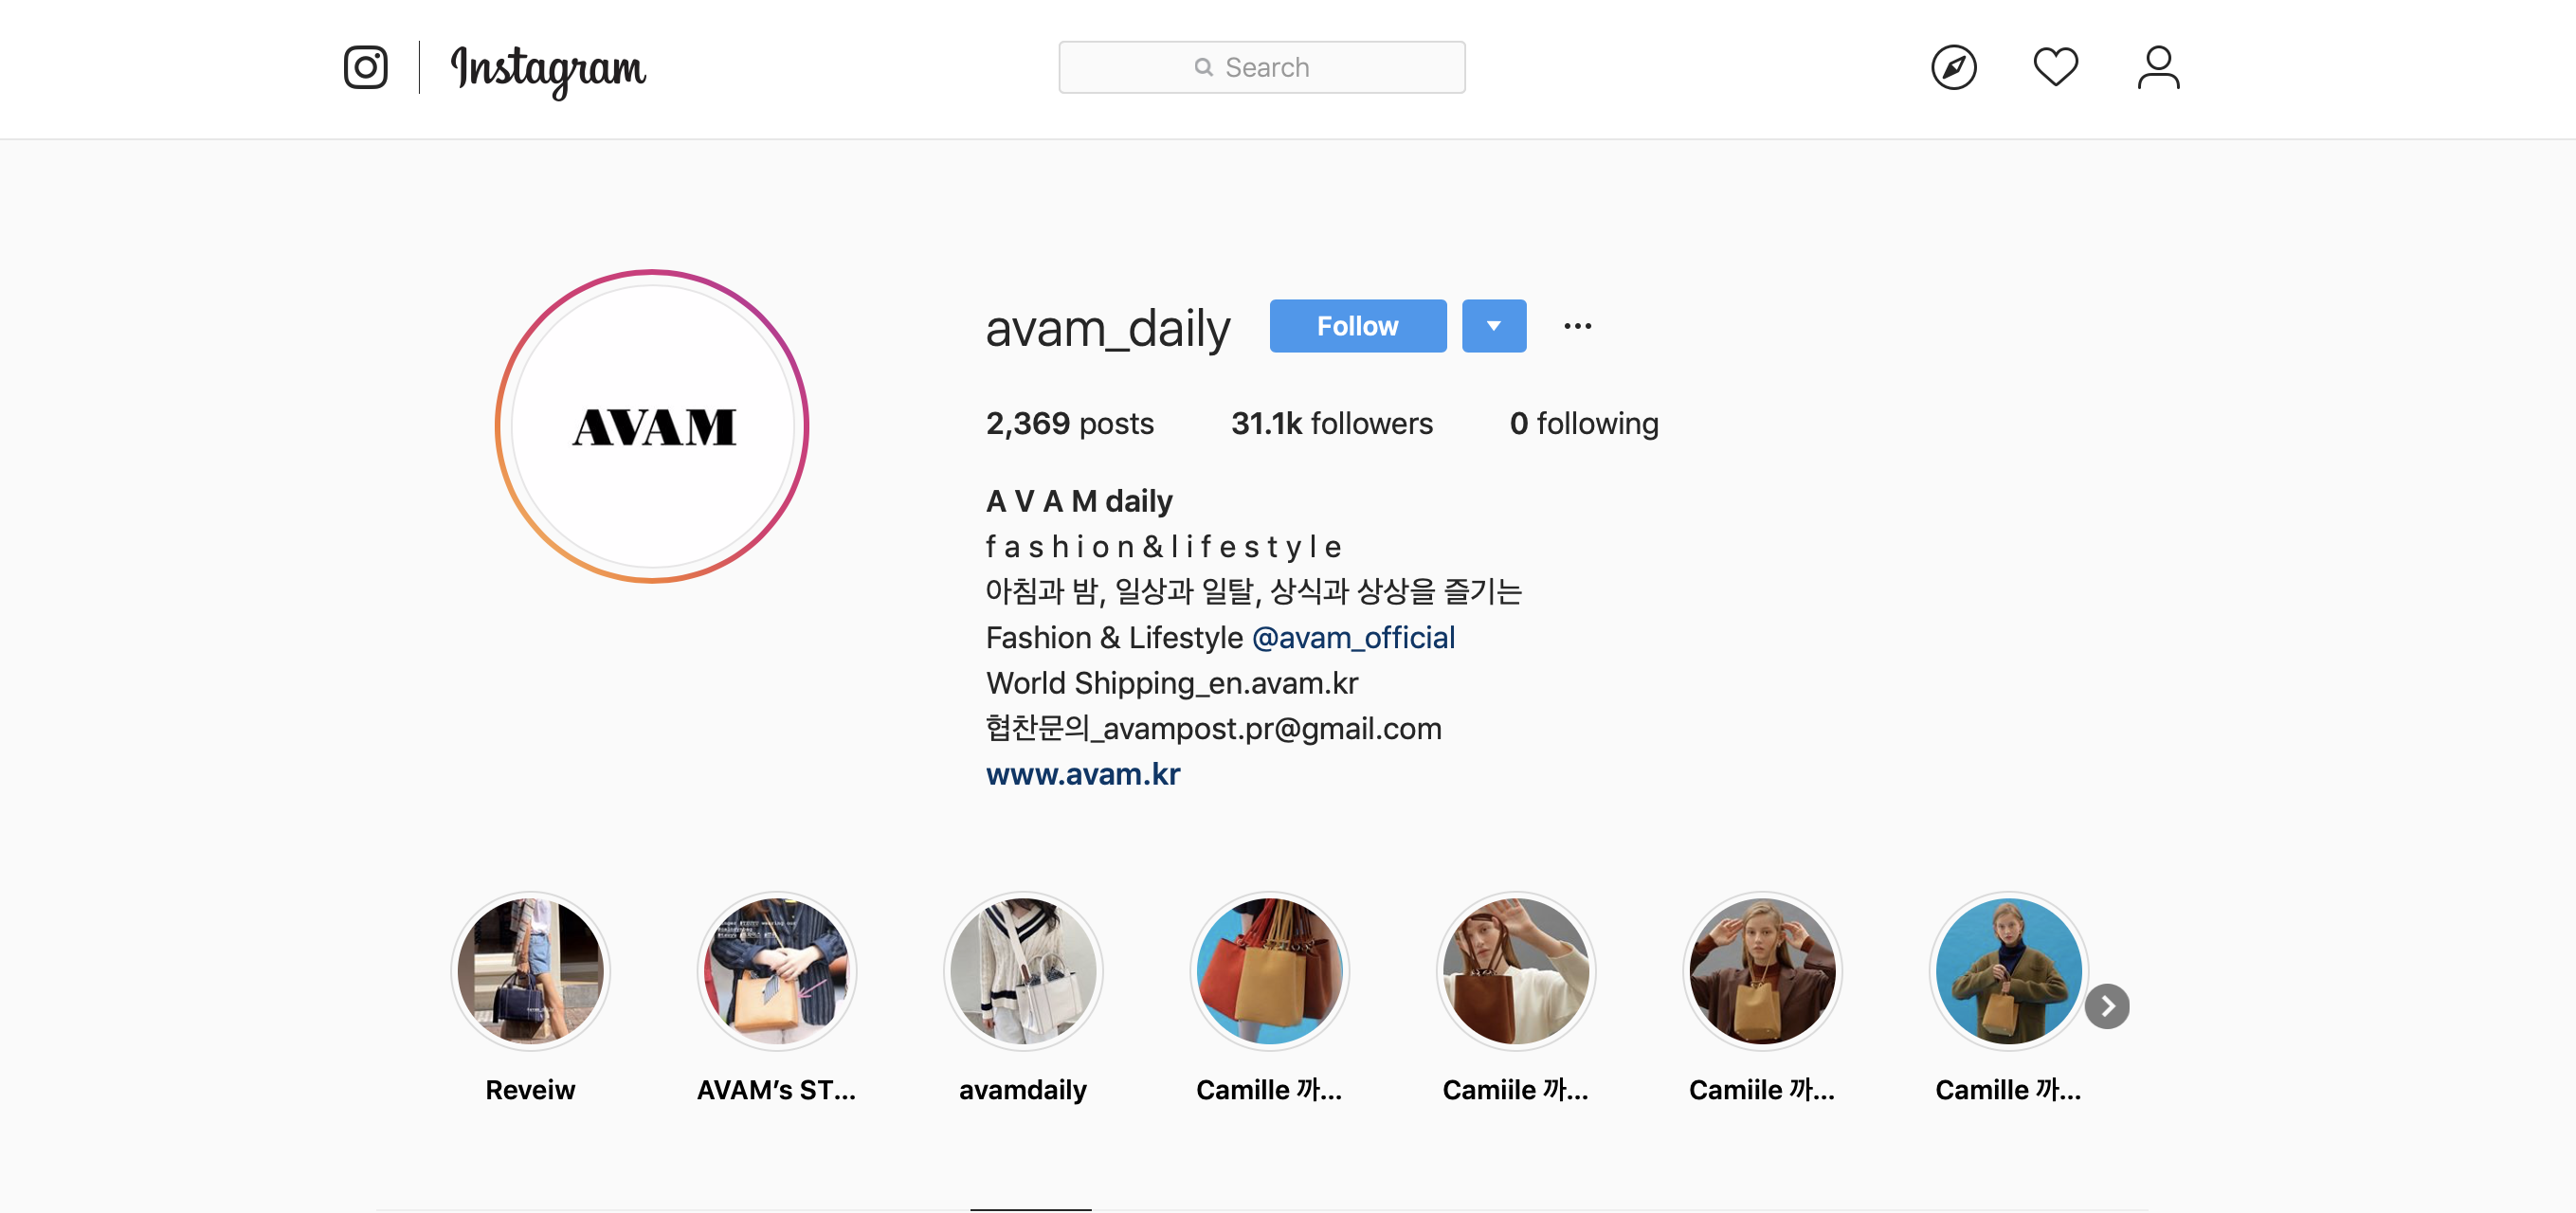 Instagram
Search
avam_daily Follow ...
2,369 posts 31.1k followers 0 following
AVAM
A V A M daily
f a s h i o n & l i f e s t y l e
아침과 밤, 일상과 일탈, 상식과 상상을 즐기는
Fashion & Lifestyle @avam_official
World Shipping_en.avam.kr
협찬문의_avampost.pr@gmail.com
www.avam.kr
Reveiw
AVAM’s ST...
avamdaily
Camille 까...
Camiile 까...
Camiile 까...
Camille 까...